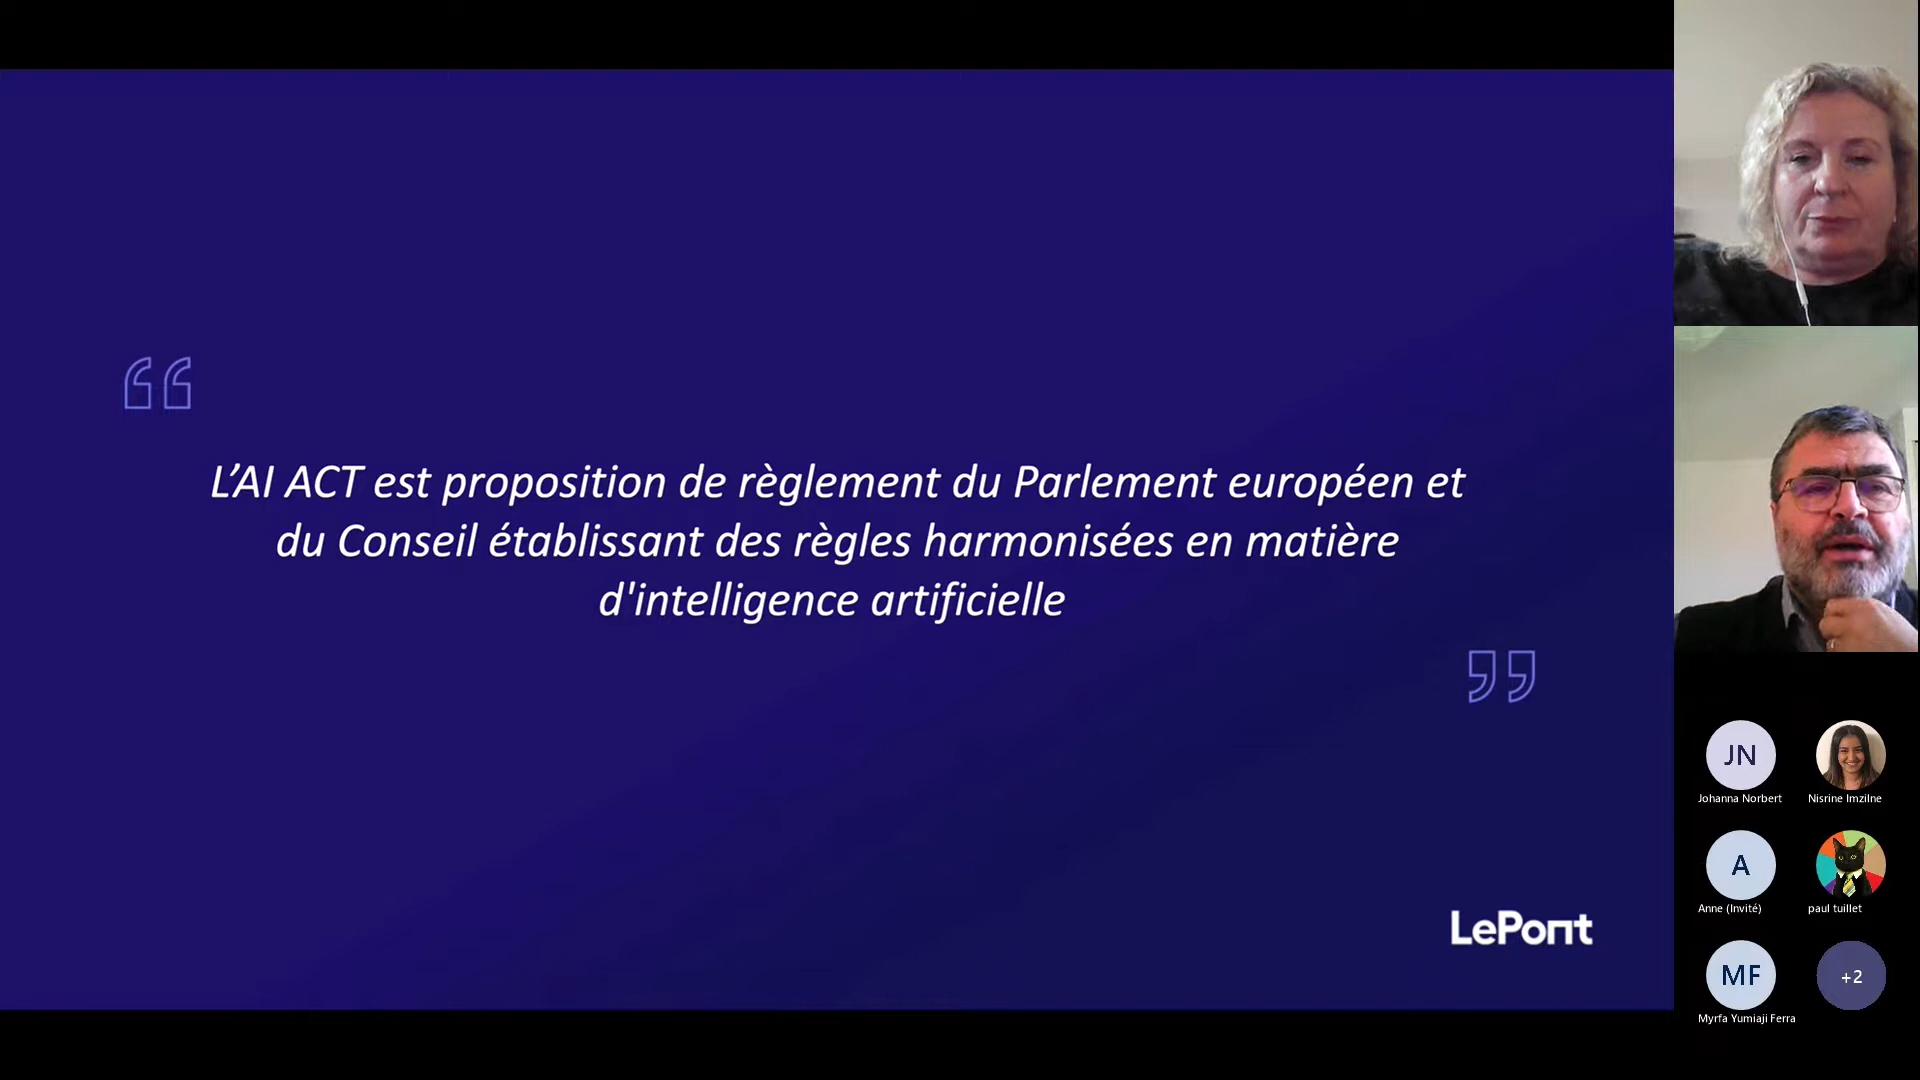 L’AI ACT est proposition de règlement du Parlement européen et
du Conseil établissant des règles harmonisées en matière
d'intelligence artificielle
LePont
JN
Johanna Norbert
Nisrine Imzilne
A
Anne (Invité)
paul tuillet
MF
Myrfa Yumiaji Ferra
+2